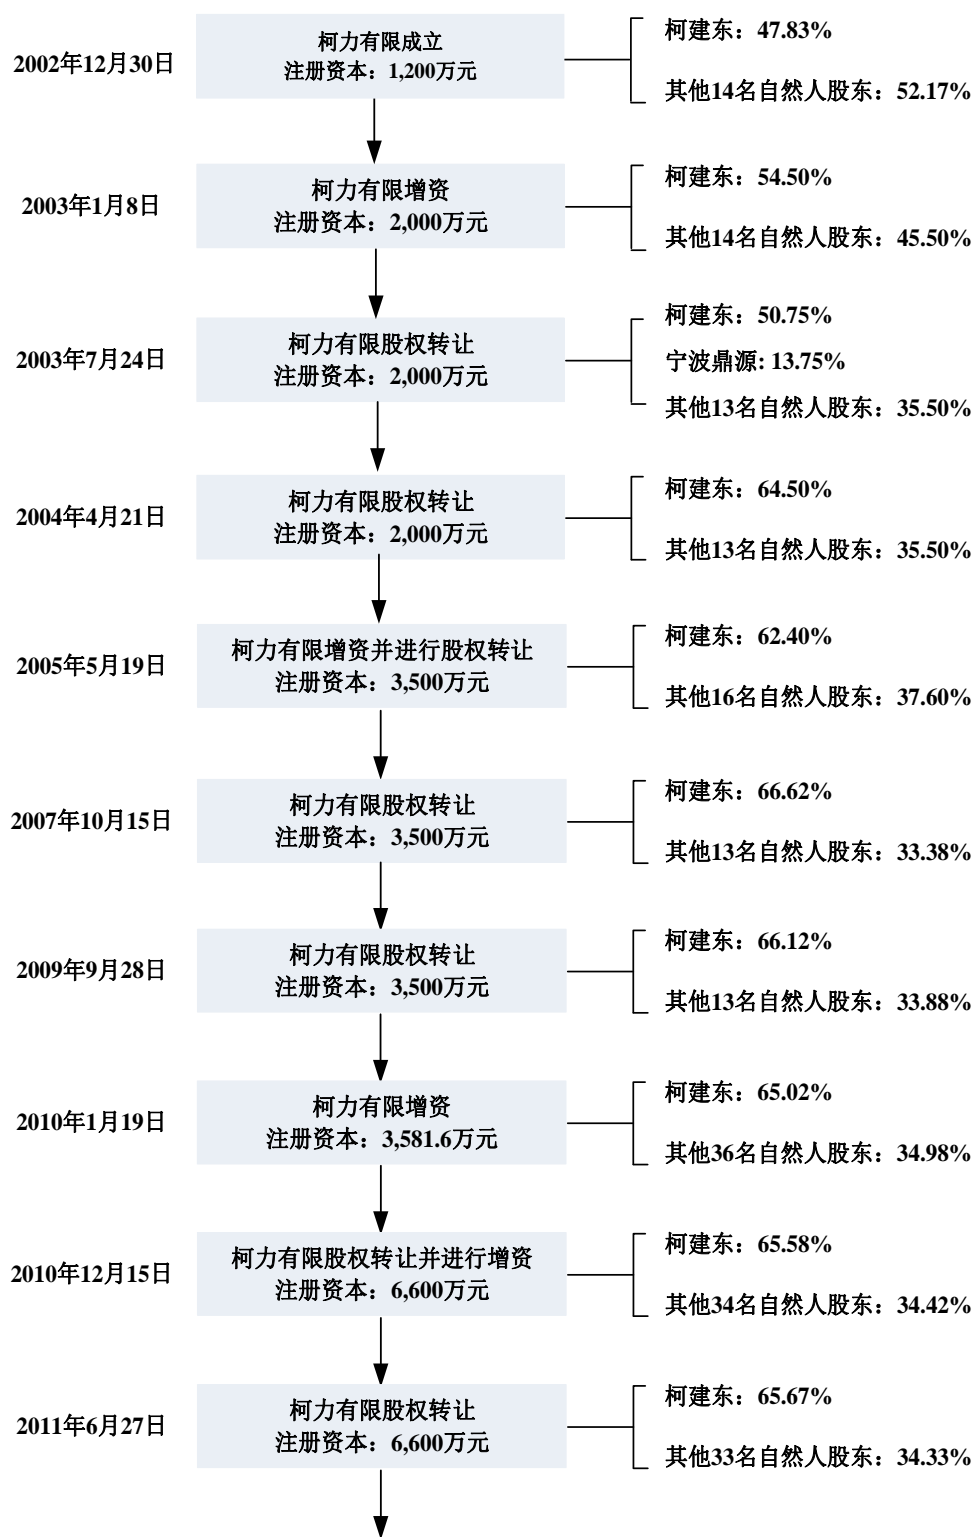 2002年12月30日
柯力有限成立
注册资本：1,200万元
柯建东：47.83%
其他14名自然人股东：52.17%
2003年1月8日
柯力有限增资
注册资本：2,000万元
柯建东：54.50%
其他14名自然人股东：45.50%
2003年7月24日
柯力有限股权转让
注册资本：2,000万元
柯建东：50.75%
宁波鼎源: 13.75%
其他13名自然人股东：35.50%
2004年4月21日
柯力有限股权转让
注册资本：2,000万元
柯建东：64.50%
其他13名自然人股东：35.50%
2005年5月19日
柯力有限增资并进行股权转让
注册资本：3,500万元
柯建东：62.40%
其他16名自然人股东：37.60%
2007年10月15日
柯力有限股权转让
注册资本：3,500万元
柯建东：66.62%
其他13名自然人股东：33.38%
2009年9月28日
柯力有限股权转让
注册资本：3,500万元
柯建东：66.12%
其他13名自然人股东：33.88%
2010年1月19日
柯力有限增资
注册资本：3,581.6万元
柯建东：65.02%
其他36名自然人股东：34.98%
2010年12月15日
柯力有限股权转让并进行增资
注册资本：6,600万元
柯建东：65.58%
其他34名自然人股东：34.42%
2011年6月27日
柯力有限股权转让
注册资本：6,600万元
柯建东：65.67%
其他33名自然人股东：34.33%